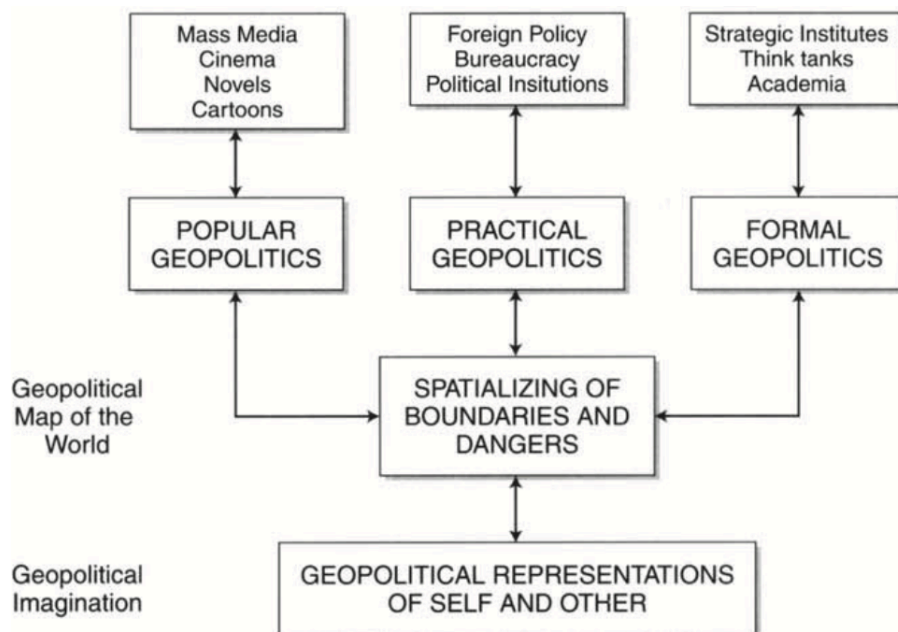 Mass Media
Cinema
Novels
Cartoons
Foreign Policy
Bureaucracy
Political Insitutions
Strategic Institutes
Think tanks
Academia
POPULAR
GEOPOLITICS
PRACTICAL
GEOPOLITICS
FORMAL
GEOPOLITICS
Geopolitical
Map of the
World
SPATIALIZING OF
BOUNDARIES AND
DANGERS
Geopolitical
Imagination
GEOPOLITICAL REPRESENTATIONS
OF SELF AND OTHER